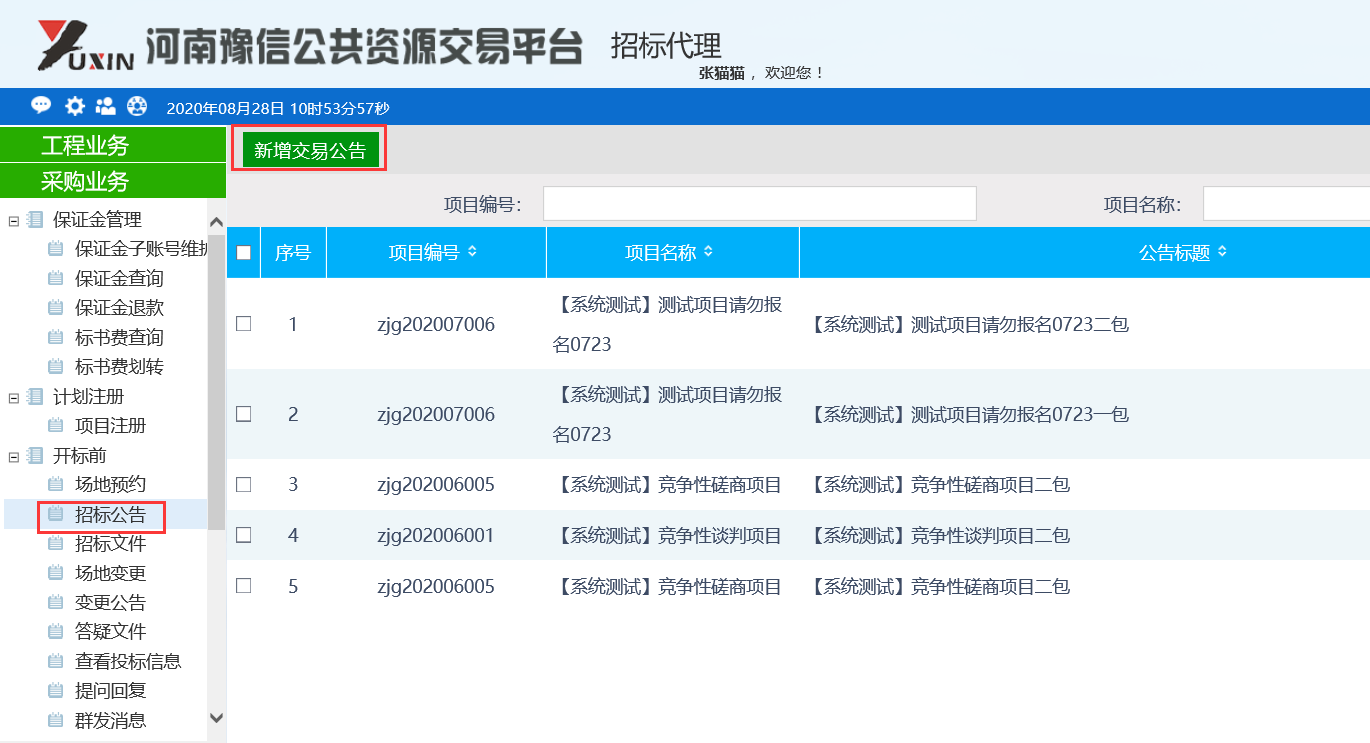 YUXIN 河南豫信公共资源交易平台 招标代理
张猫猫 ，欢迎您！
2020年08月28日 10时53分57秒
工程业务
采购业务
保证金管理
保证金子账号维护
保证金查询
保证金退款
标书费查询
标书费划转
计划注册
项目注册
开标前
场地预约
招标公告
招标文件
场地变更
变更公告
答疑文件
查看投标信息
提问回复
群发消息
新增交易公告
项目编号: 项目名称:
序号 项目编号 项目名称 公告标题
1 zjg202007006 【系统测试】测试项目请勿报 【系统测试】测试项目请勿报名0723二包
名0723
2 zjg202007006 【系统测试】测试项目请勿报 【系统测试】测试项目请勿报名0723一包
名0723
3 zjg202006005 【系统测试】竞争性磋商项目 【系统测试】竞争性磋商项目二包
4 zjg202006001 【系统测试】竞争性谈判项目 【系统测试】竞争性谈判项目二包
5 zjg202006005 【系统测试】竞争性磋商项目 【系统测试】竞争性磋商项目二包